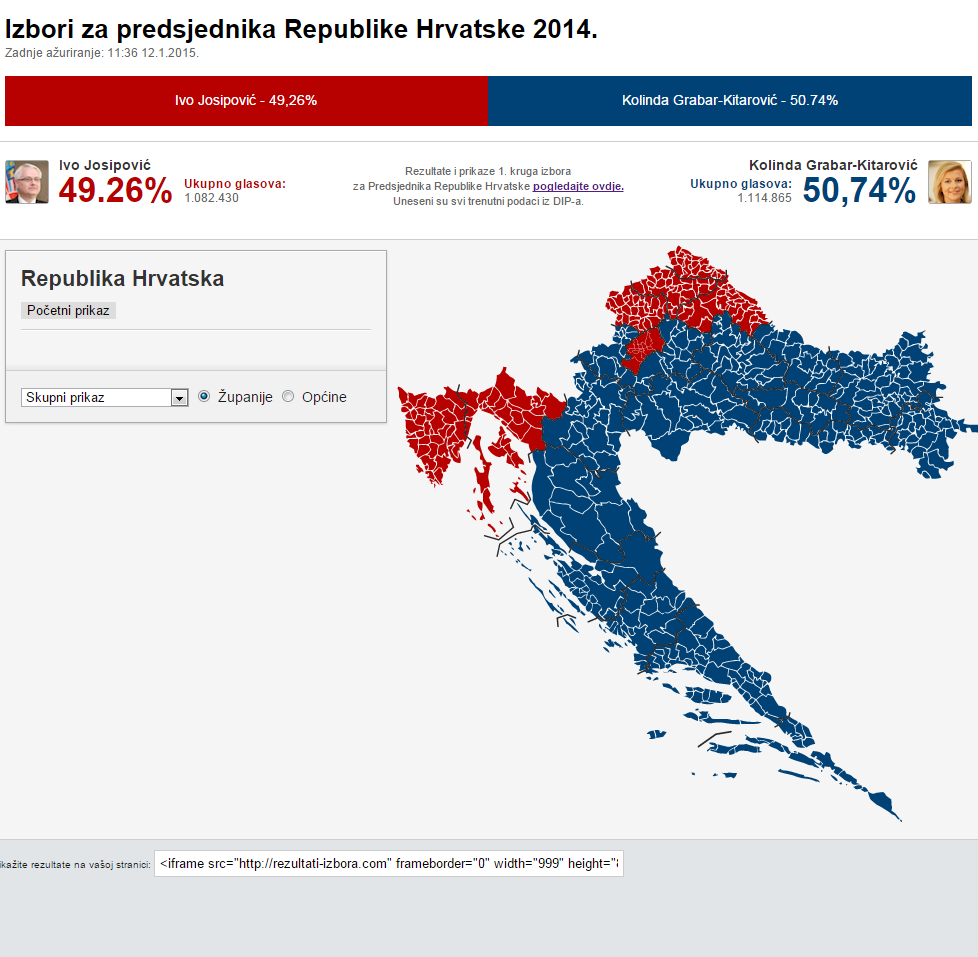 Izbori za predsjednika Republike Hrvatske 2014.
Zadnje ažuriranje: 11:36 12.1.2015.
Ivo Josipović - 49,26%
Kolinda Grabar-Kitarović - 50.74%
Ivo Josipović
49.26%
Ukupno glasova:
1.082.430
Rezultate i prikaze 1. kruga izbora
za Predsjednika Republike Hrvatske pogledajte ovdje.
Uneseni su svi trenutni podaci iz DIP-a.
Kolinda Grabar-Kitarović
Ukupno glasova:
1.114.865
50,74%
Republika Hrvatska
Početni prikaz
Skupni prikaz
Županije
Općine
ikažite rezultate na vašoj stranici:
<iframe src="http://rezultati-izbora.com" frameborder="0" width="999" height="